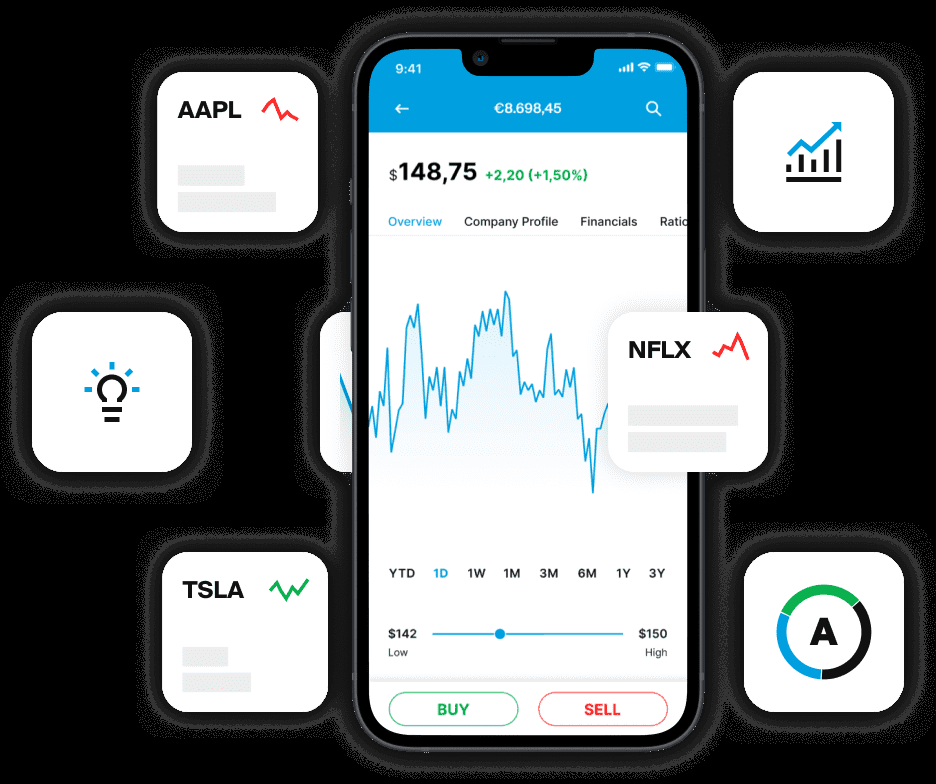 9:41
€8.698,45
AAPL
$148,75 +2,20 (+1,50%)
Overview Company Profile Financials Ratio
NFLX
TSLA
YTD 1D 1W 1M 3M 6M 1Y 3Y
$142 $150
Low High
BUY SELL
A